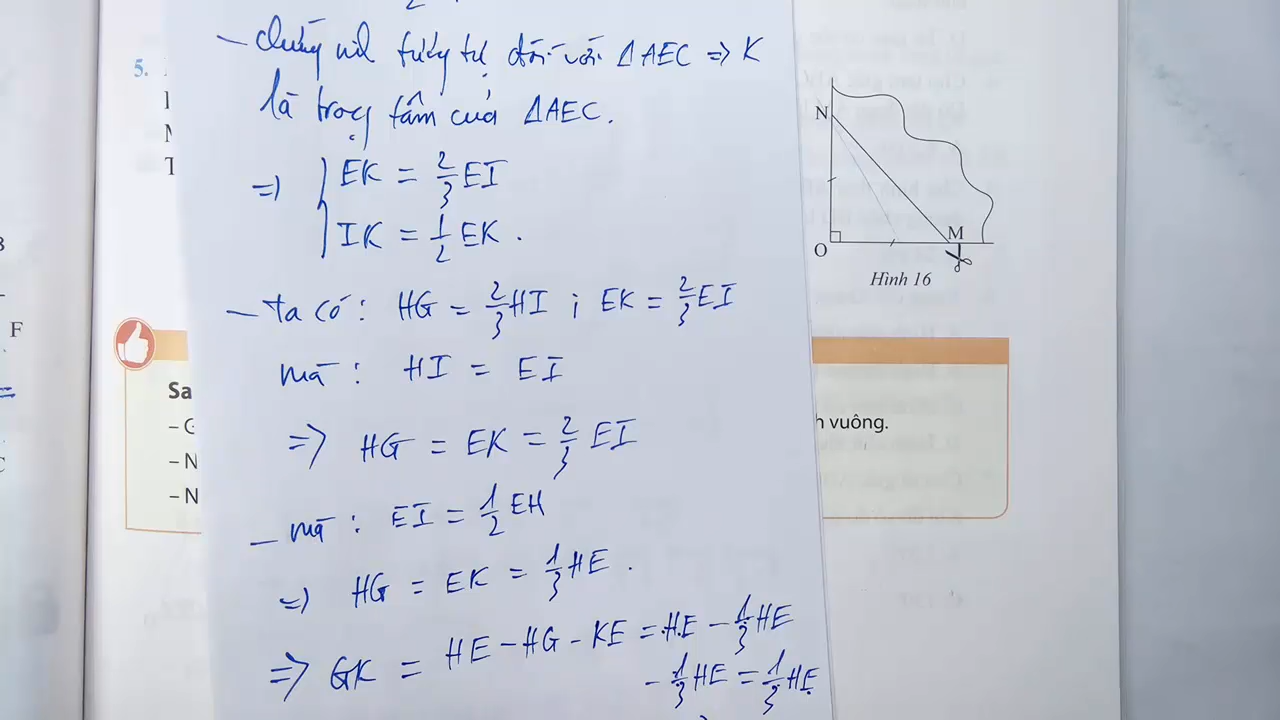 – chứng minh tương tự đối với ΔAEC => K
là trọng tâm của ΔAEC.
=> EK = 2/3 EI
IK = 1/2 EK.
– Ta có: HG = 2/3 HI ; EK = 2/3 EI
mà: HI = EI
=> HG = EK = 2/3 EI
– mà: EI = 1/2 EH
=> HG = EK = 1/3 HE.
=> GK = HE – HG – KE = HE – 1/3 HE
– 1/3 HE = 1/3 HE
5.
N
O
M
Hình 16
Sa
– G
– N
– N
h vuông.
F